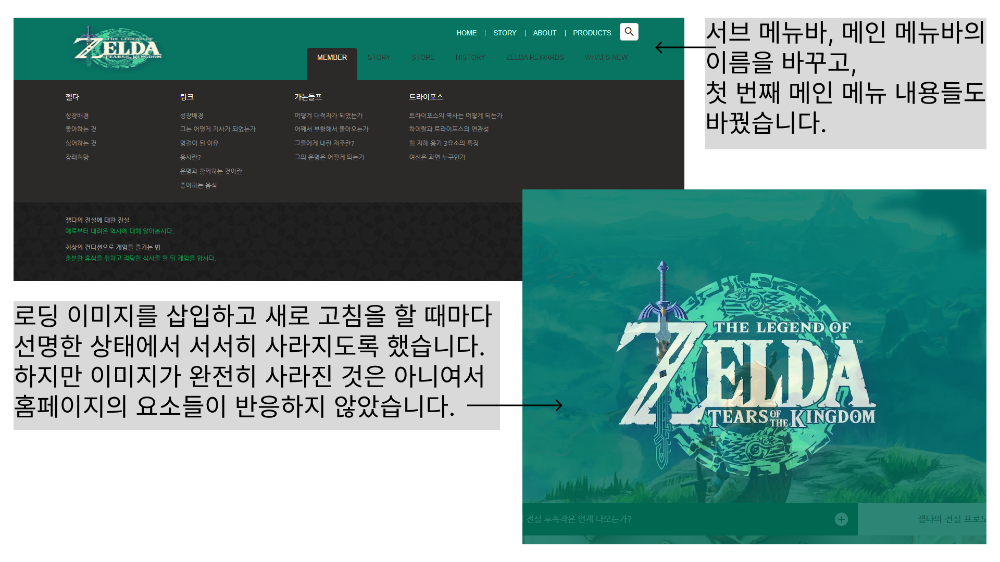 THE LEGEND OF
ZELDA
TEARS OF THE KINGDOM
HOME | STORY | ABOUT | PRODUCTS
MEMBER STORY STORE HISTORY ZELDA REWARDS WHAT'S NEW
젤다
성장배경
좋아하는 것
싫어하는 것
장래희망
링크
성장배경
그는 어떻게 기사가 되었는가
영걸이 된 이유
용사란?
운명과 함께하는 것이란
좋아하는 음식
가논돌프
어떻게 대적자가 되었는가
어째서 부활해서 돌아오는가
그들에게 내린 저주란?
그의 운명은 어떻게 되는가
트라이포스
트라이포스의 역사는 어떻게 되는가
하이랄과 트라이포스의 연관성
힘 지혜 용기 3요소의 특징
여신은 과연 누구인가
젤다의 전설에 대한 진실
예로부터 내려온 역사에 대해 알아봅시다.
최상의 컨디션으로 게임을 즐기는 법
충분한 휴식을 취하고 적당한 식사를 한 뒤 게임을 합시다.
서브 메뉴바, 메인 메뉴바의
이름을 바꾸고,
첫 번째 메인 메뉴 내용들도
바꿨습니다.
로딩 이미지를 삽입하고 새로 고침을 할 때마다
선명한 상태에서 서서히 사라지도록 했습니다.
하지만 이미지가 완전히 사라진 것은 아니여서
홈페이지의 요소들이 반응하지 않았습니다.
THE LEGEND OF
ZELDA™
TEARS OF THE KINGDOM
전설 후속작은 언제 나오는가?
젤다의 전설 프로모